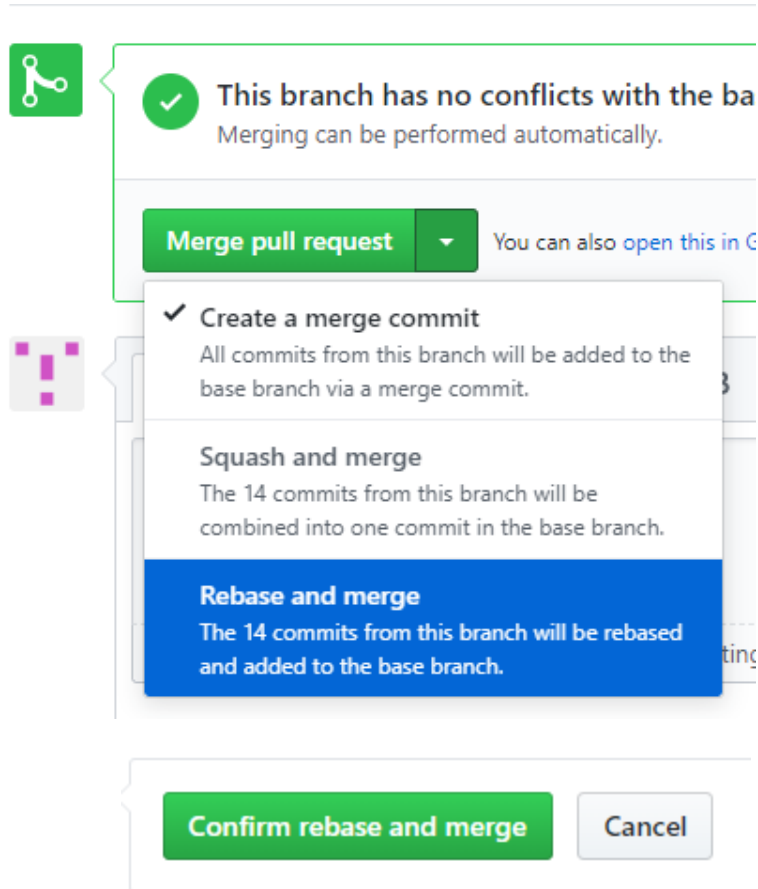 This branch has no conflicts with the ba
Merging can be performed automatically.
Merge pull request
You can also open this in G
Create a merge commit
All commits from this branch will be added to the
base branch via a merge commit.
Squash and merge
The 14 commits from this branch will be
combined into one commit in the base branch.
Rebase and merge
The 14 commits from this branch will be rebased
and added to the base branch.
ting
Confirm rebase and merge
Cancel